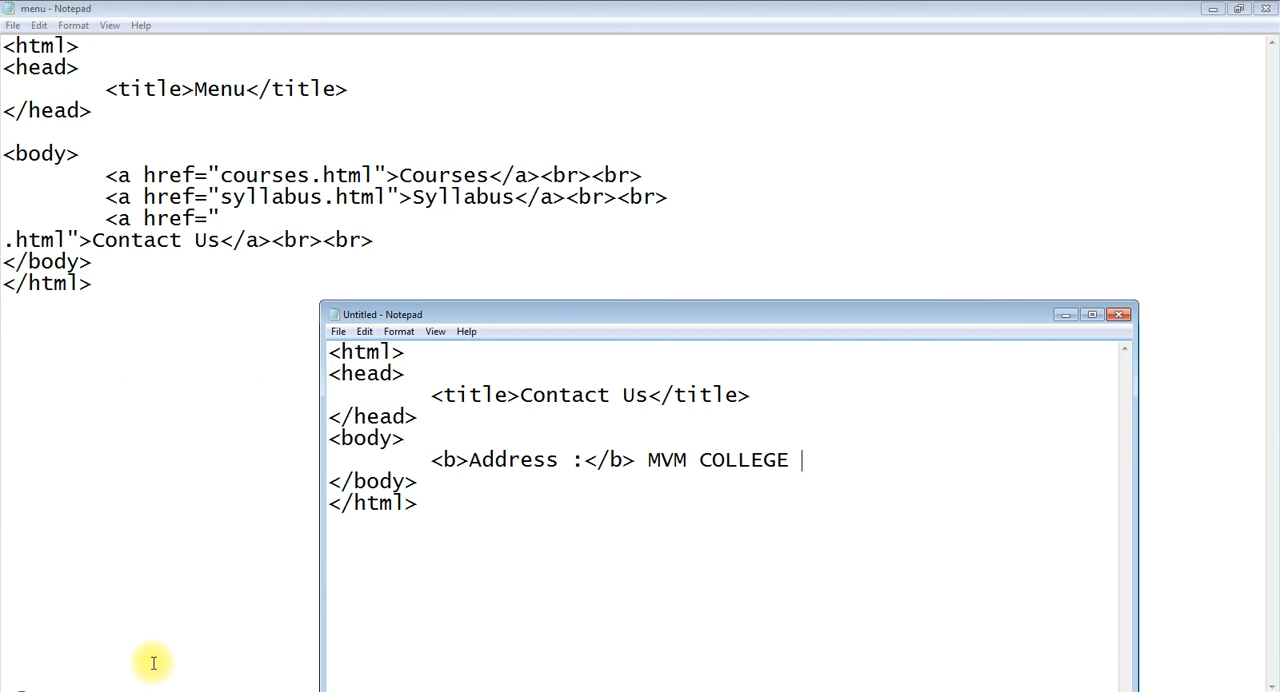 menu - Notepad
File Edit Format View Help
<html>
<head>
<title>Menu</title>
</head>
<body>
<a href="courses.html">Courses</a><br><br>
<a href="syllabus.html">Syllabus</a><br><br>
<a href="
.html">Contact Us</a><br><br>
</body>
</html>
Untitled - Notepad
File Edit Format View Help
<html>
<head>
<title>Contact Us</title>
</head>
<body>
<b>Address :</b> MVM COLLEGE
</body>
</html>